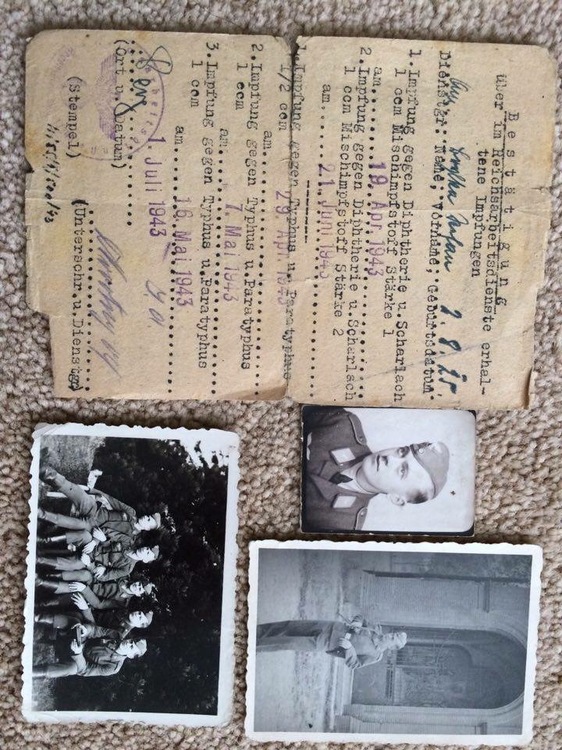 B e s t ä t i g u n g
über im Reichsarbeitsdienste erhal-
tene Impfungen
Dienstgr. Name, Vorname, Geburtsdatum
7. 8. 25.
1. Impfung gegen Diphtherie u. Scharlach
1 ccm Mischimpfstoff Stärke 1
am....19. Apr. 1943
2. Impfung gegen Diphtherie u. Scharlach
1 ccm Mischimpfstoff Stärke 2
am....21. Juni 1943
1. Impfung gegen Typhus u. Paratyphus
1/2 ccm
am....29. Apr. 1943
2. Impfung gegen Typhus u. Paratyphus
1 ccm
am....7. Mai 1943
3. Impfung gegen Typhus u. Paratyphus
1 ccm
am....16. Mai 1943
1. Juli 1943
(Ort u. Datum)
(Stempel)
(Unterschr. u. Dienstgr.)